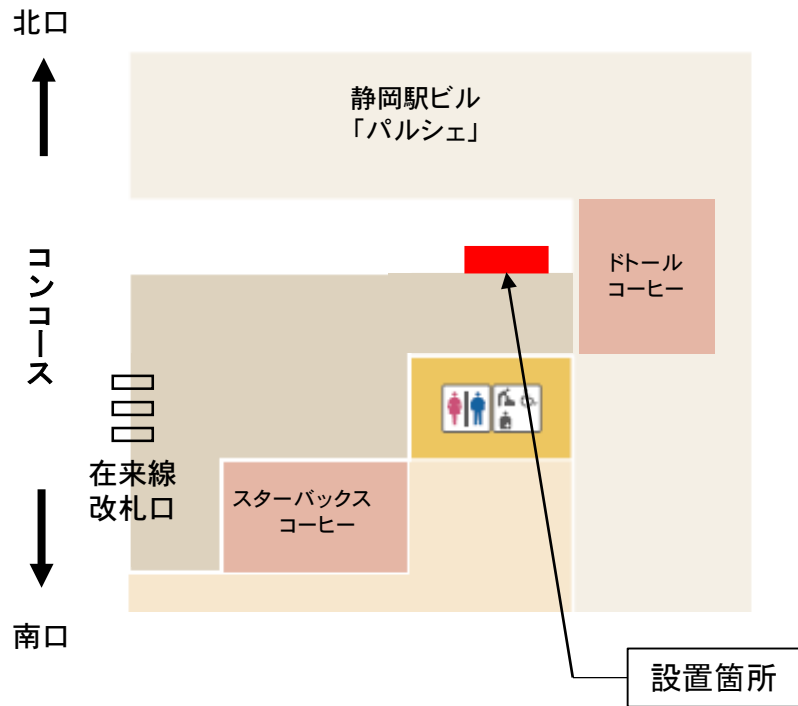 北口
静岡駅ビル
「パルシェ」
コンコース
ドトール
コーヒー
在来線
改札口
スターバックス
コーヒー
南口
設置箇所